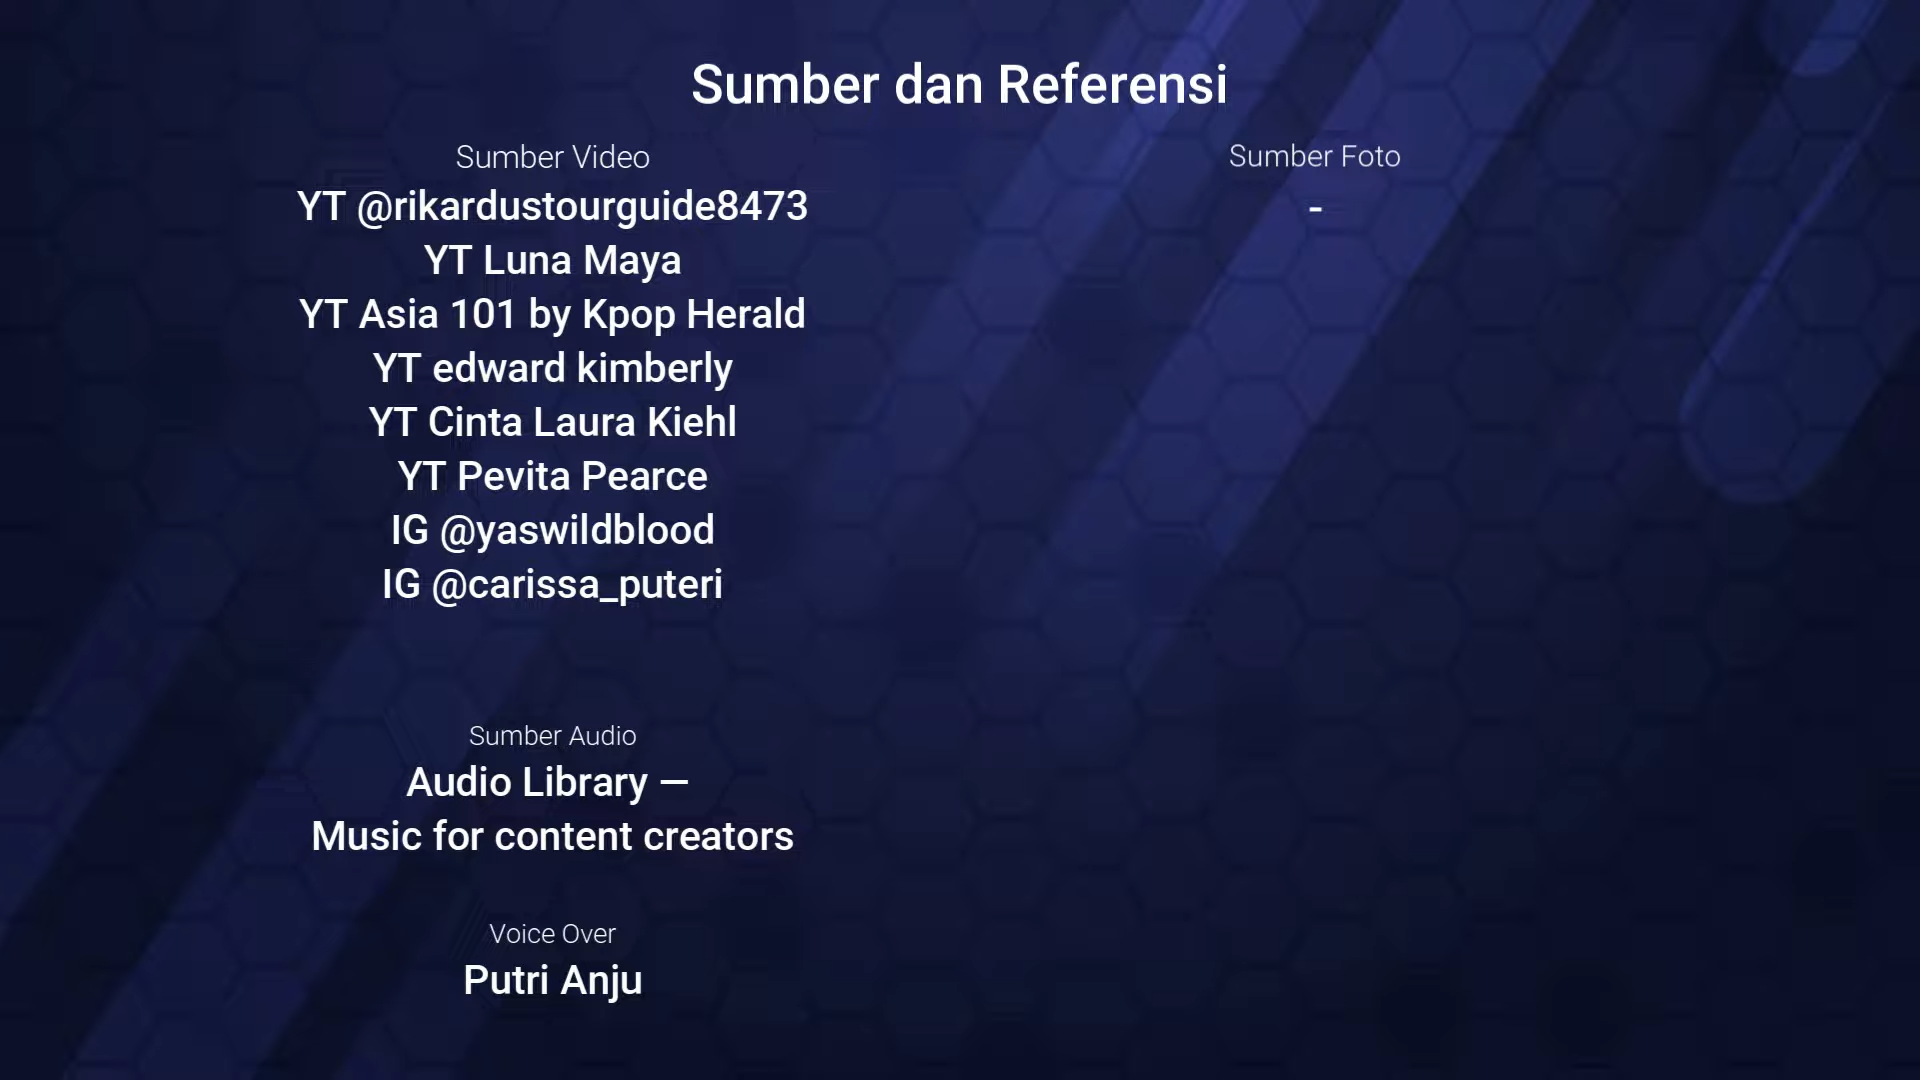 Sumber dan Referensi
Sumber Video
YT @rikardustourguide8473
YT Luna Maya
YT Asia 101 by Kpop Herald
YT edward kimberly
YT Cinta Laura Kiehl
YT Pevita Pearce
IG @yaswildblood
IG @carissa_puteri
Sumber Audio
Audio Library —
Music for content creators
Voice Over
Putri Anju
Sumber Foto
-